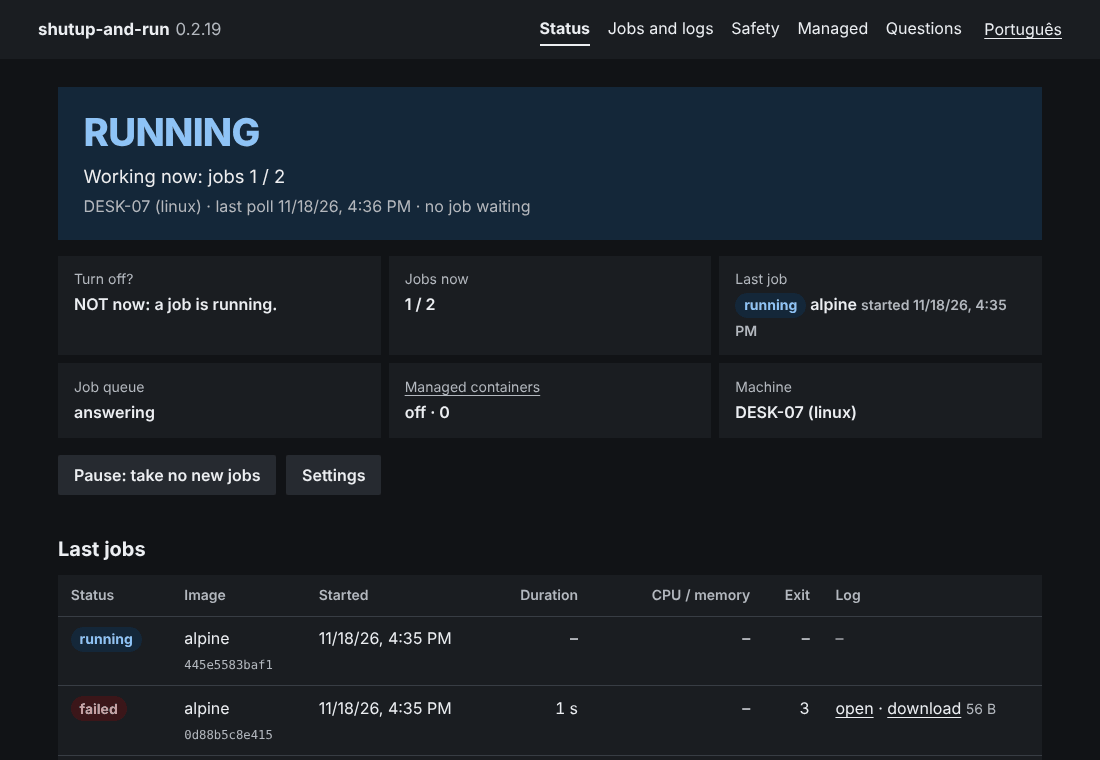 shutup-and-run 0.2.19
Status Jobs and logs Safety Managed Questions Português
RUNNING
Working now: jobs 1 / 2
DESK-07 (linux) · last poll 11/18/26, 4:36 PM · no job waiting
Turn off?
NOT now: a job is running.
Jobs now
1 / 2
Last job
running alpine started 11/18/26, 4:35
PM
Job queue
answering
Managed containers
off · 0
Machine
DESK-07 (linux)
Pause: take no new jobs Settings
Last jobs
Status Image Started Duration CPU / memory Exit Log
running alpine 11/18/26, 4:35 PM – – – –
445e5583baf1
failed alpine 11/18/26, 4:35 PM 1 s – 3 open · download 56 B
0d88b5c8e415